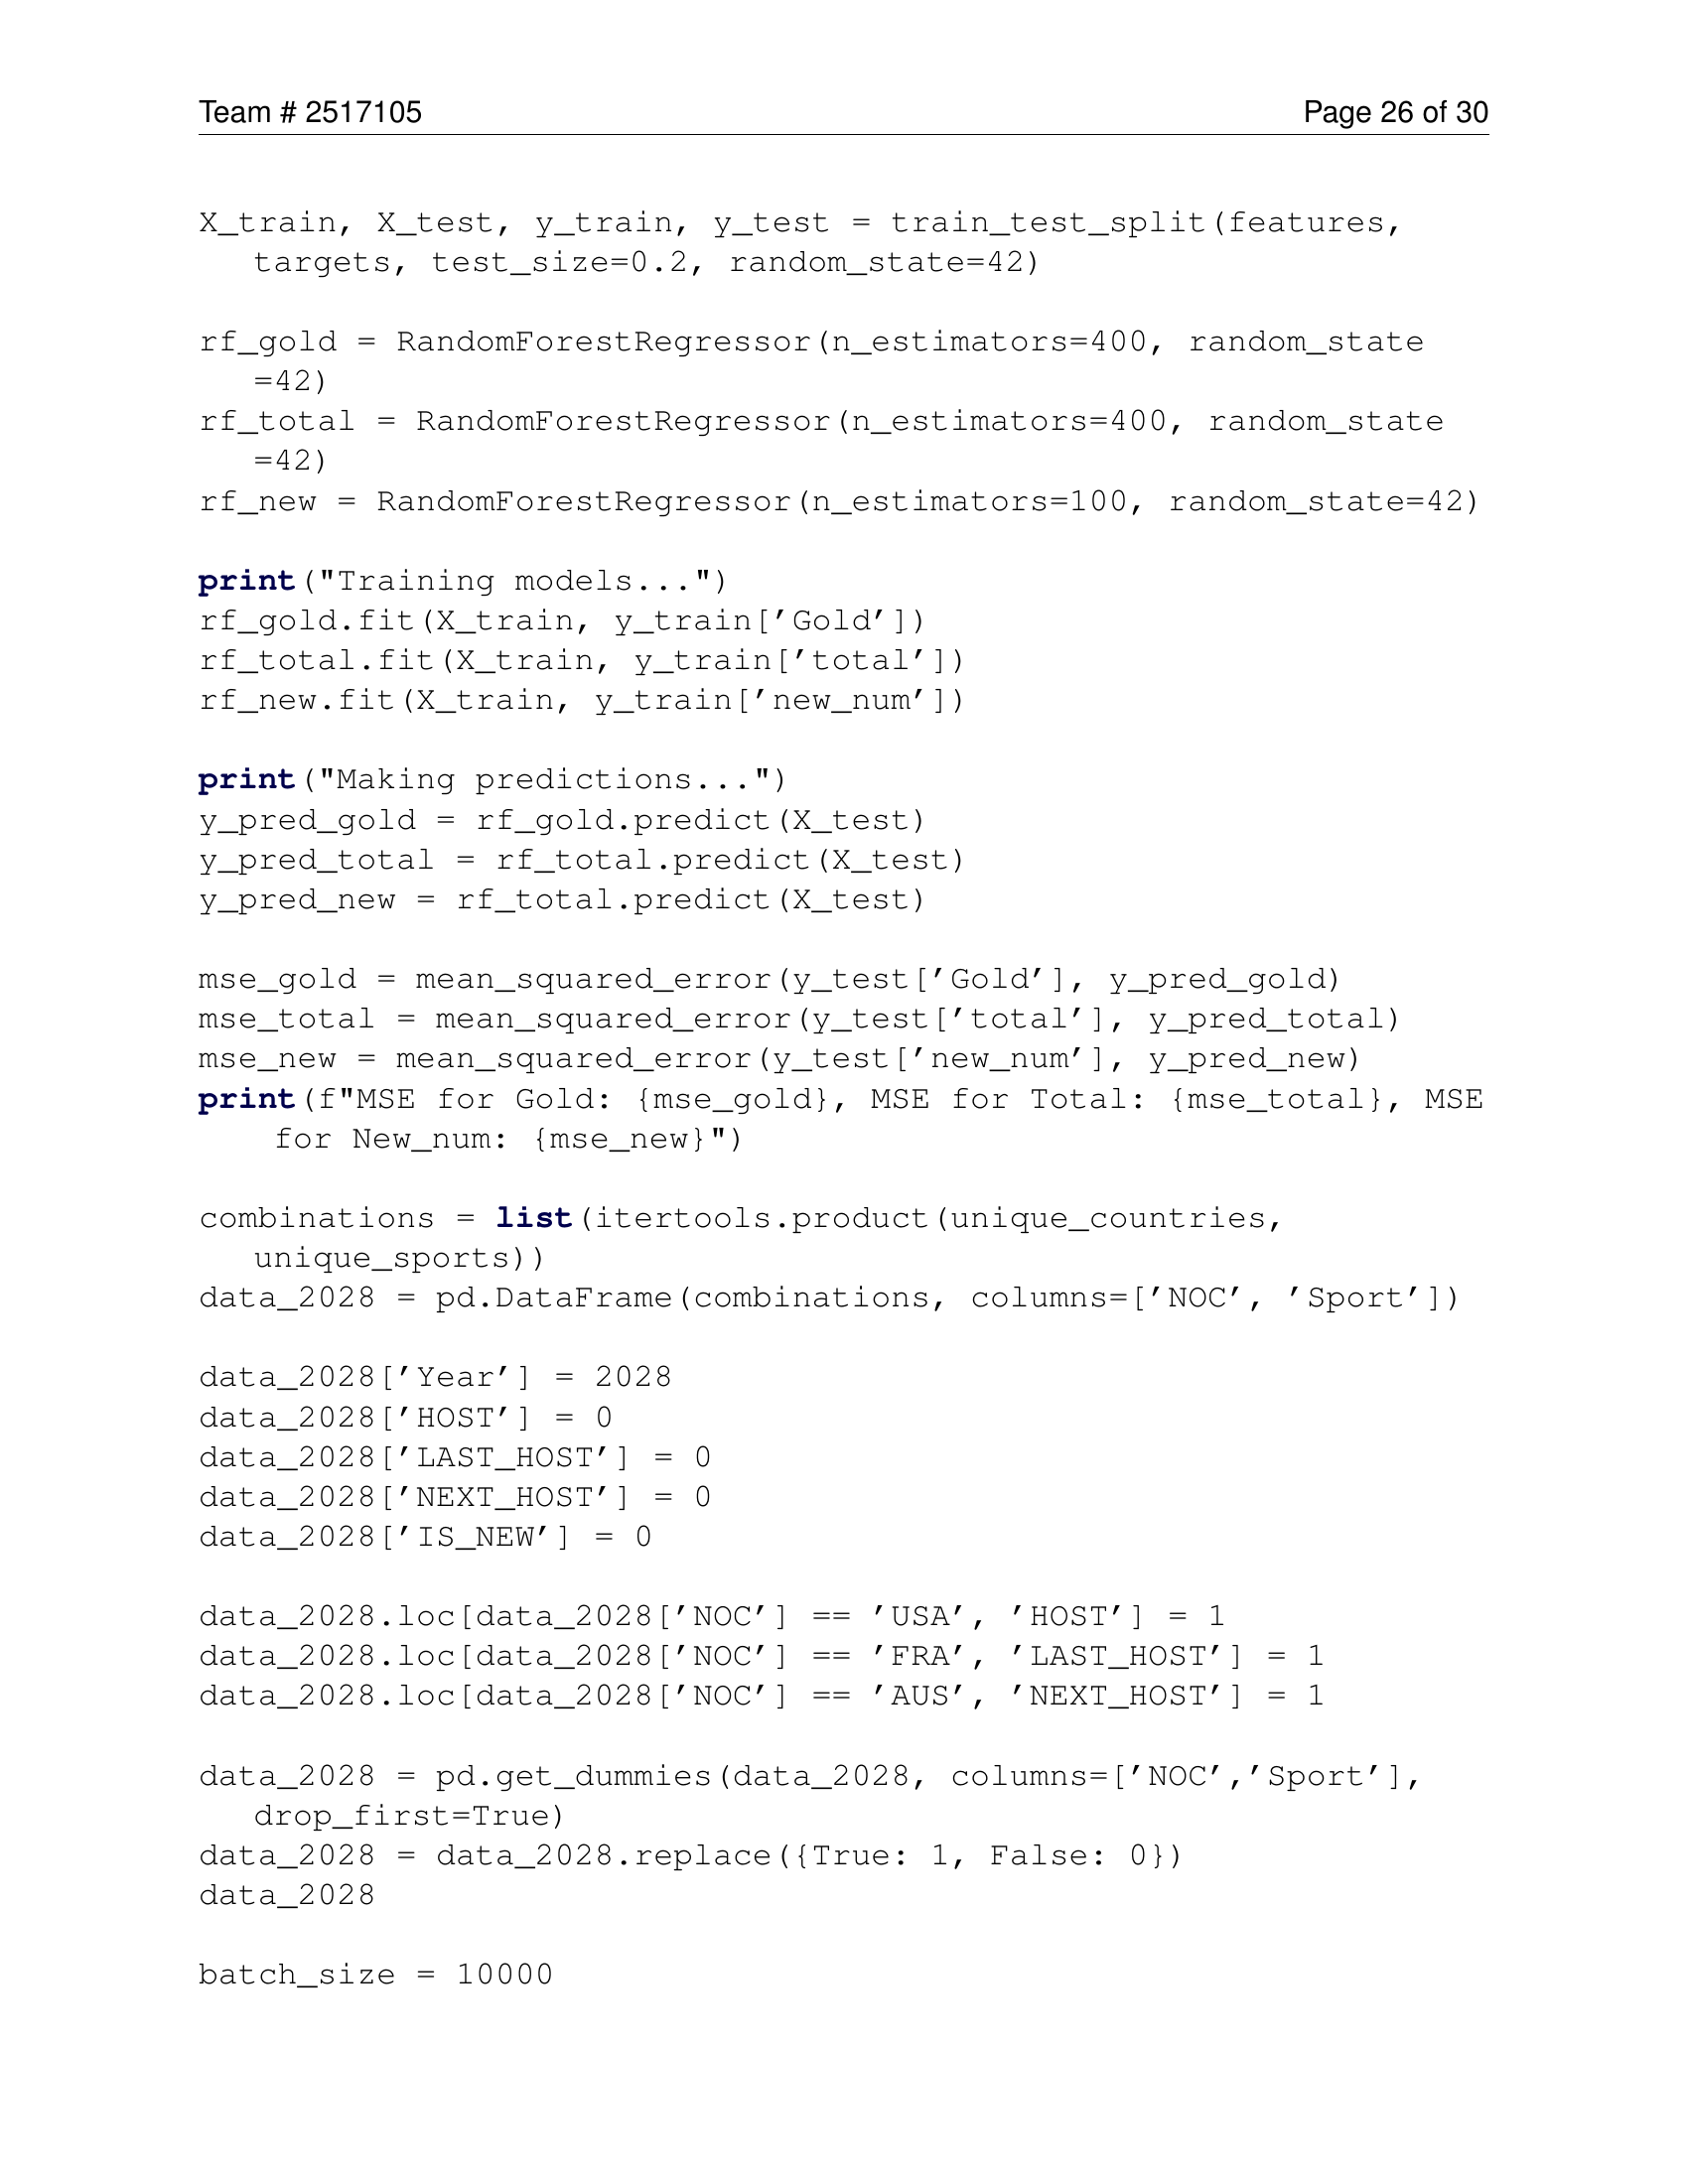 Team # 2517105
Page 26 of 30
X_train, X_test, y_train, y_test = train_test_split(features,
targets, test_size=0.2, random_state=42)
rf_gold = RandomForestRegressor(n_estimators=400, random_state
=42)
rf_total = RandomForestRegressor(n_estimators=400, random_state
=42)
rf_new = RandomForestRegressor(n_estimators=100, random_state=42)
print("Training models...")
rf_gold.fit(X_train, y_train['Gold'])
rf_total.fit(X_train, y_train['total'])
rf_new.fit(X_train, y_train['new_num'])
print("Making predictions...")
y_pred_gold = rf_gold.predict(X_test)
y_pred_total = rf_total.predict(X_test)
y_pred_new = rf_total.predict(X_test)
mse_gold = mean_squared_error(y_test['Gold'], y_pred_gold)
mse_total = mean_squared_error(y_test['total'], y_pred_total)
mse_new = mean_squared_error(y_test['new_num'], y_pred_new)
print(f"MSE for Gold: {mse_gold}, MSE for Total: {mse_total}, MSE
for New_num: {mse_new}")
combinations = list(itertools.product(unique_countries,
unique_sports))
data_2028 = pd.DataFrame(combinations, columns=['NOC', 'Sport'])
data_2028['Year'] = 2028
data_2028['HOST'] = 0
data_2028['LAST_HOST'] = 0
data_2028['NEXT_HOST'] = 0
data_2028['IS_NEW'] = 0
data_2028.loc[data_2028['NOC'] == 'USA', 'HOST'] = 1
data_2028.loc[data_2028['NOC'] == 'FRA', 'LAST_HOST'] = 1
data_2028.loc[data_2028['NOC'] == 'AUS', 'NEXT_HOST'] = 1
data_2028 = pd.get_dummies(data_2028, columns=['NOC','Sport'],
drop_first=True)
data_2028 = data_2028.replace({True: 1, False: 0})
data_2028
batch_size = 10000